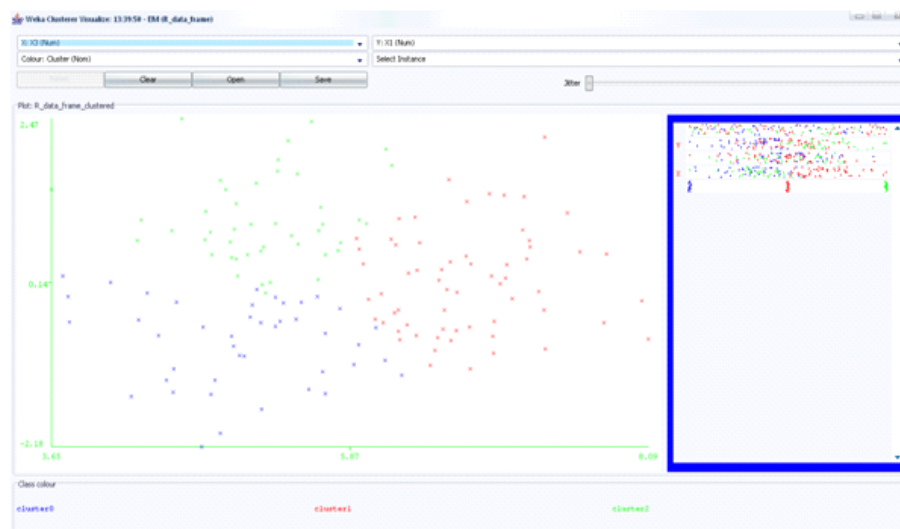 Weka Clusterer Visualize: 13:39:50 - EM (R_data_frame)
X: X3 (Num)
Y: X1 (Num)
Colour: Cluster (Nom)
Select Instance
Clear
Open
Save
Jitter
Plot: R_data_frame_clustered
2.47
0.14
-2.18
3.65
5.87
8.09
Y
X
Class colour
cluster0
cluster1
cluster2